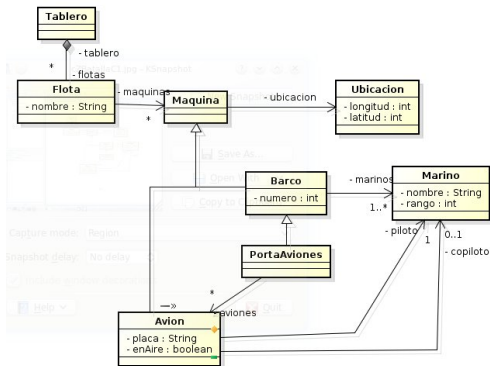 Tablero
- tablero
*
- flotas
Flota
- nombre : String
- maquinas
*
Maquina
- ubicacion
Ubicacion
- longitud : int
- latitud : int
Save As...
Barco
- numero : int
- marinos
1..*
Marino
- nombre : String
- rango : int
Copy to
Capture mode:
Region
- piloto
1
0..1
- copiloto
PortaAviones
Snapshot delay:
No delay
*
- aviones
Help
Quit
Avion
- placa : String
- enAire : boolean